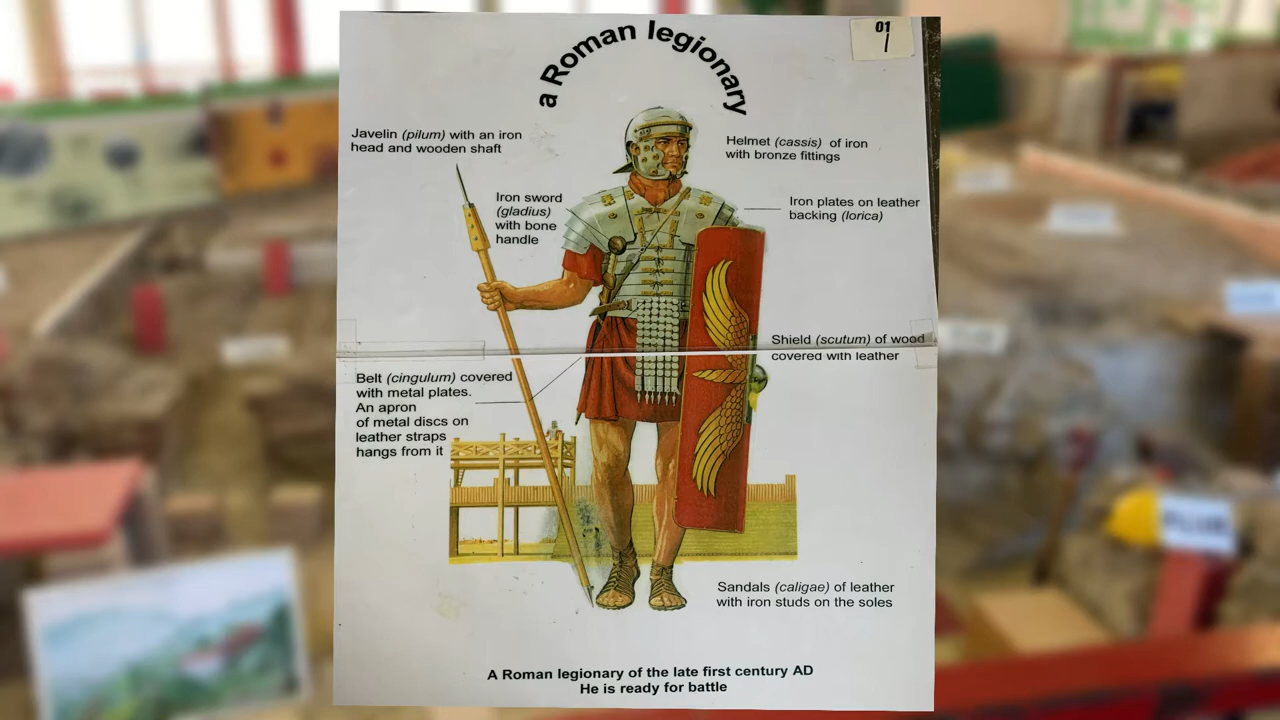 01
1
a Roman legionary
Javelin (pilum) with an iron
head and wooden shaft
Helmet (cassis) of iron
with bronze fittings
Iron sword
(gladius)
with bone
handle
Iron plates on leather
backing (lorica)
Shield (scutum) of wood
covered with leather
Belt (cingulum) covered
with metal plates.
An apron
of metal discs on
leather straps
hangs from it
Sandals (caligae) of leather
with iron studs on the soles
A Roman legionary of the late first century AD
He is ready for battle